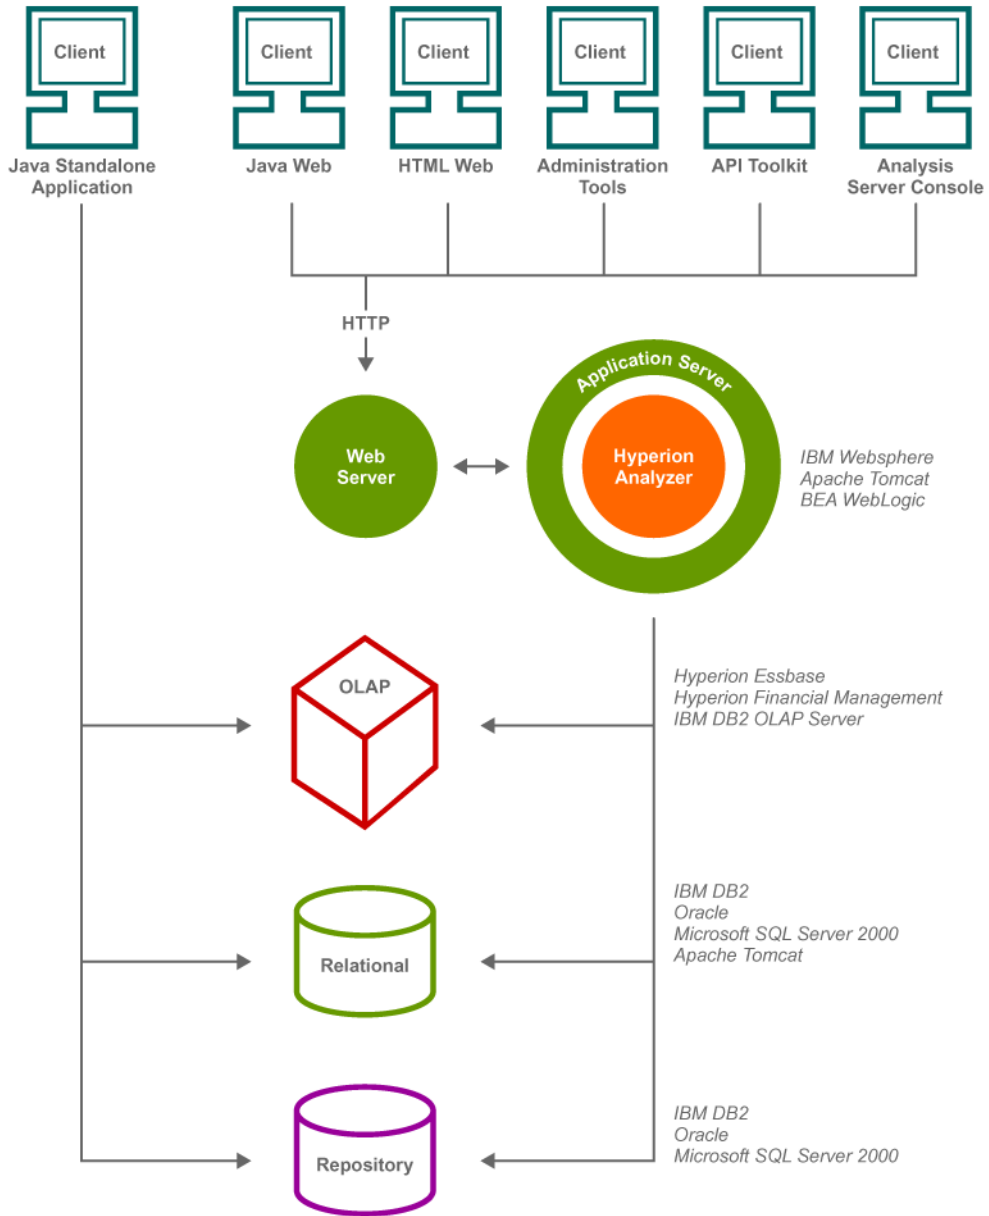 Client
Client
Client
Client
Client
Client
Java Standalone
Application
Java Web
HTML Web
Administration
Tools
API Toolkit
Analysis
Server Console
HTTP
Application Server
Web
Server
Hyperion
Analyzer
IBM Websphere
Apache Tomcat
BEA WebLogic
OLAP
Hyperion Essbase
Hyperion Financial Management
IBM DB2 OLAP Server
Relational
IBM DB2
Oracle
Microsoft SQL Server 2000
Apache Tomcat
Repository
IBM DB2
Oracle
Microsoft SQL Server 2000